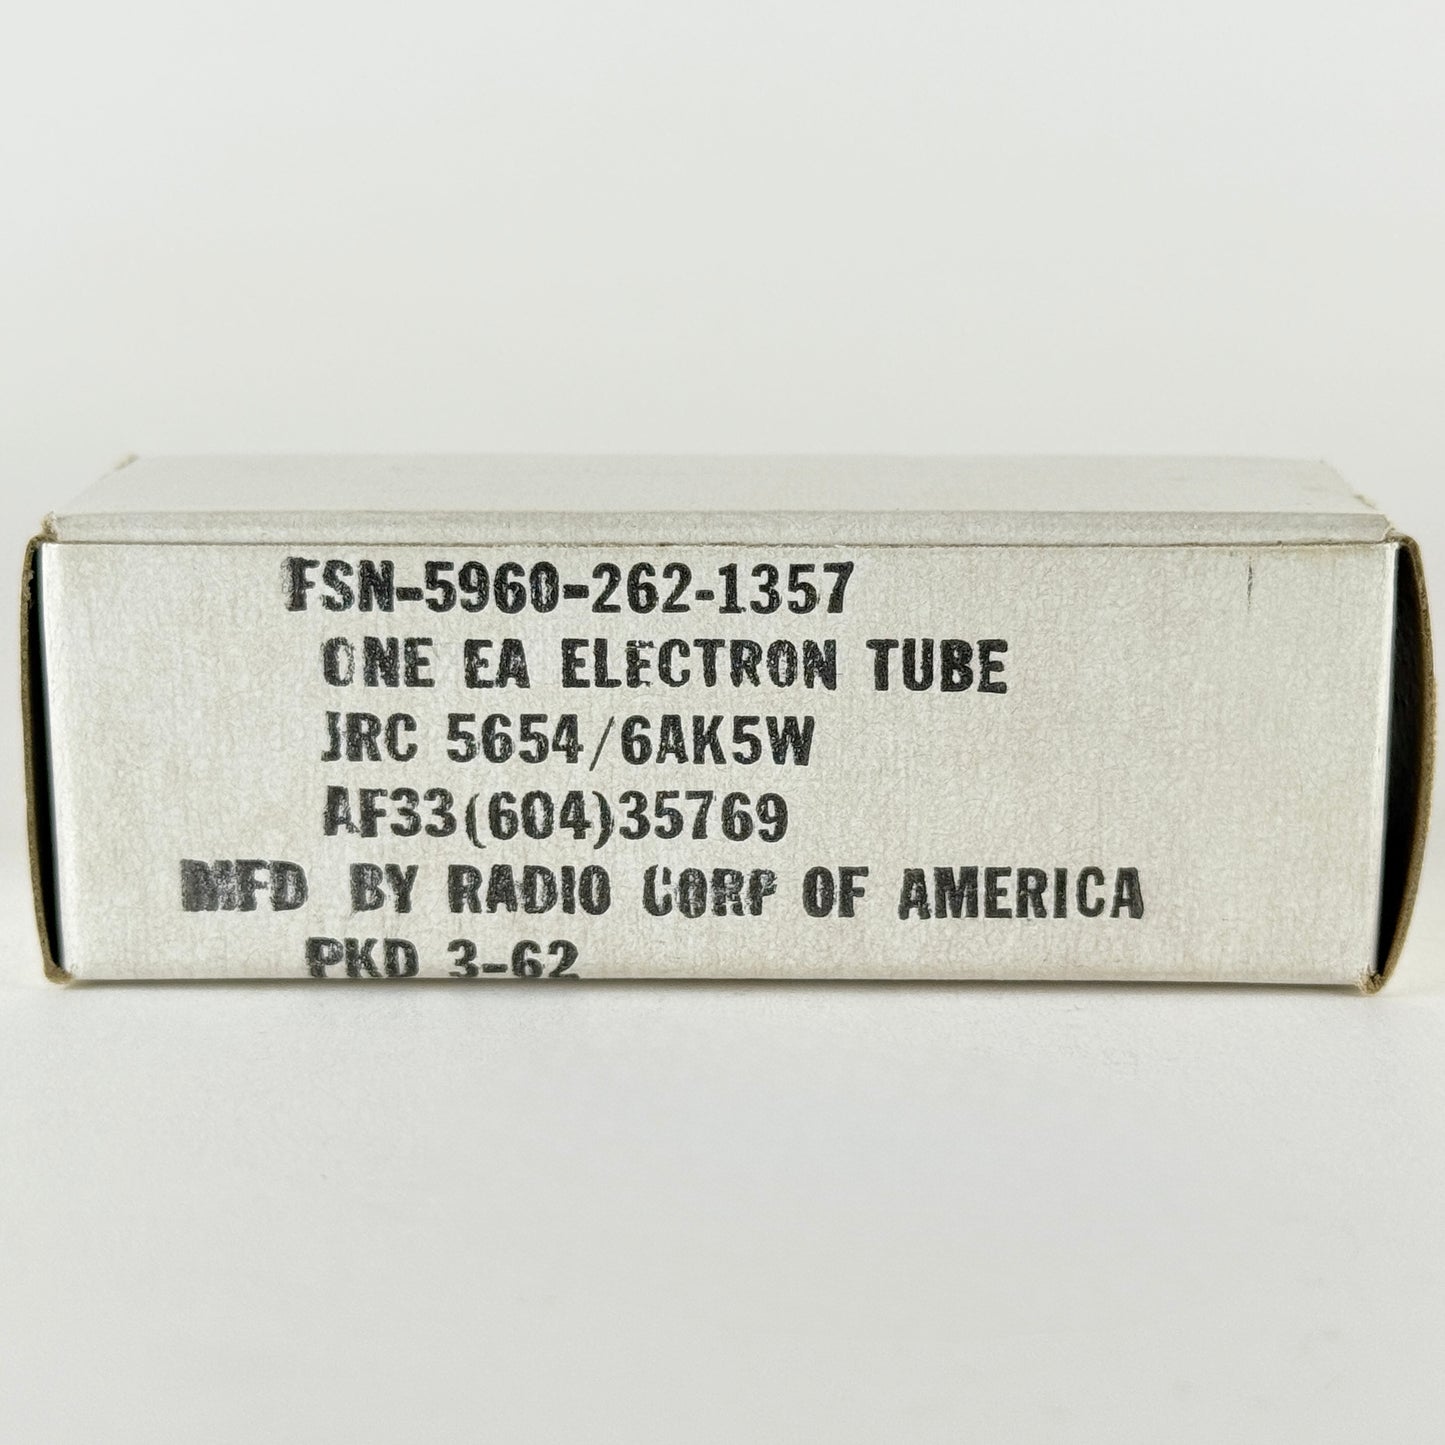 FSN-5960-262-1357
ONE EA ELECTRON TUBE
JRC 5654/6AK5W
AF33(604)35769
MFD BY RADIO CORP OF AMERICA
PKD 3-62